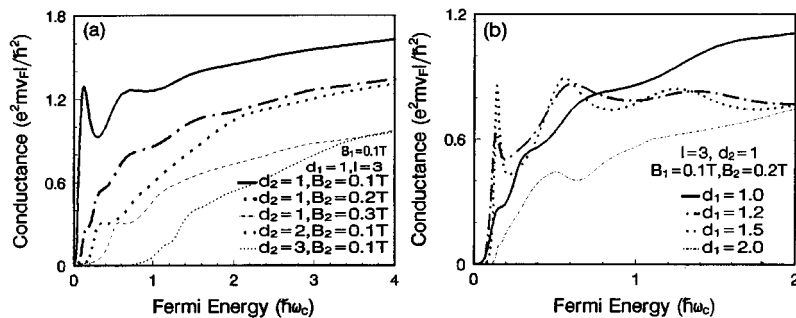 (a)
Conductance (e²mvFl/ħ²)
1.8
1.2
0.6
0
B₁=0.1T
d₁=1,l=3
d₂=1,B₂=0.1T
d₂=1,B₂=0.2T
d₂=1,B₂=0.3T
d₂=2,B₂=0.1T
d₂=3,B₂=0.1T
0 1 2 3 4
Fermi Energy (ħωc)
(b)
Conductance (e²mvFl/ħ²)
1.2
0.6
0
l=3, d₂=1
B₁=0.1T,B₂=0.2T
d₁=1.0
d₁=1.2
d₁=1.5
d₁=2.0
0 1 2
Fermi Energy (ħωc)